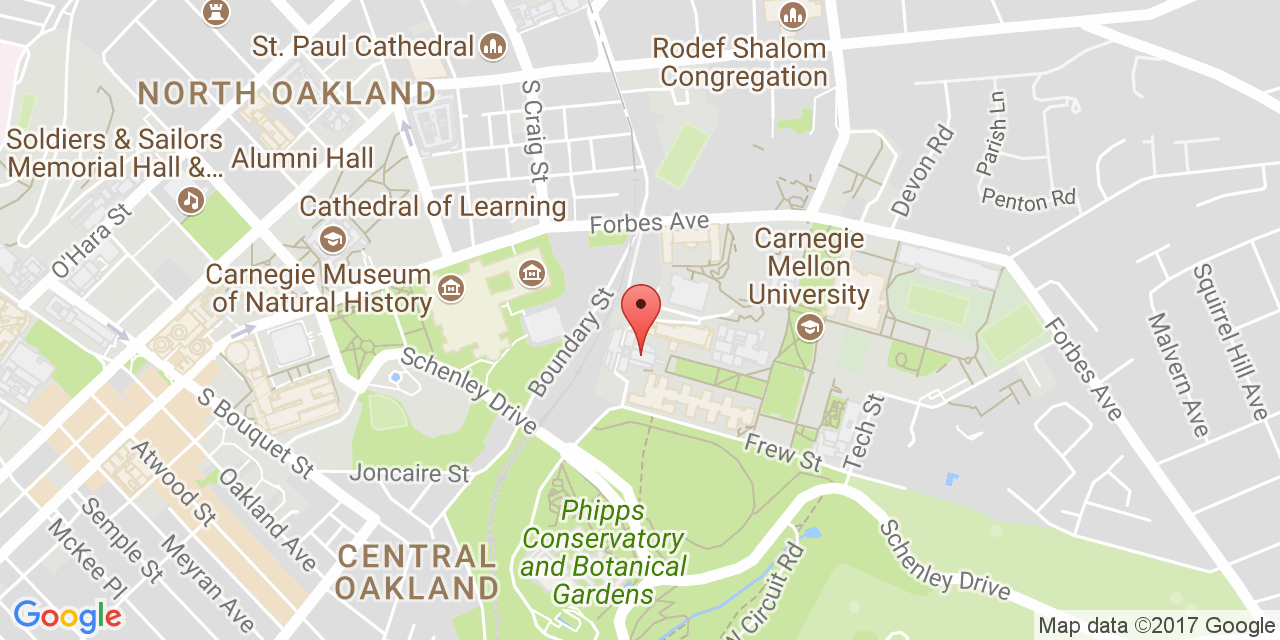 St. Paul Cathedral
Rodef Shalom
Congregation
NORTH OAKLAND
S Craig St
Parish Ln
Devon Rd
Soldiers & Sailors
Memorial Hall &...
Alumni Hall
Penton Rd
Cathedral of Learning
Forbes Ave
O'Hara St
Carnegie
Mellon
University
Carnegie Museum
of Natural History
Squirrel Hill Ave
Malvern Ave
Boundary St
Forbes Ave
Schenley Drive
S Bouquet St
Tech St
Frew St
Atwood St
Joncaire St
Oakland Ave
Semple St
McKee Pl
Meyran Ave
Phipps
Conservatory
and Botanical
Gardens
CENTRAL
OAKLAND
W Circuit Rd
Schenley Drive
Google
Map data ©2017 Google